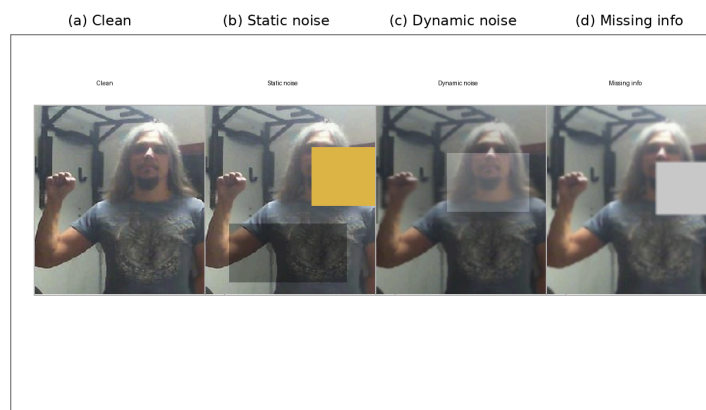 (a) Clean (b) Static noise (c) Dynamic noise (d) Missing info
Clean Static noise Dynamic noise Missing info